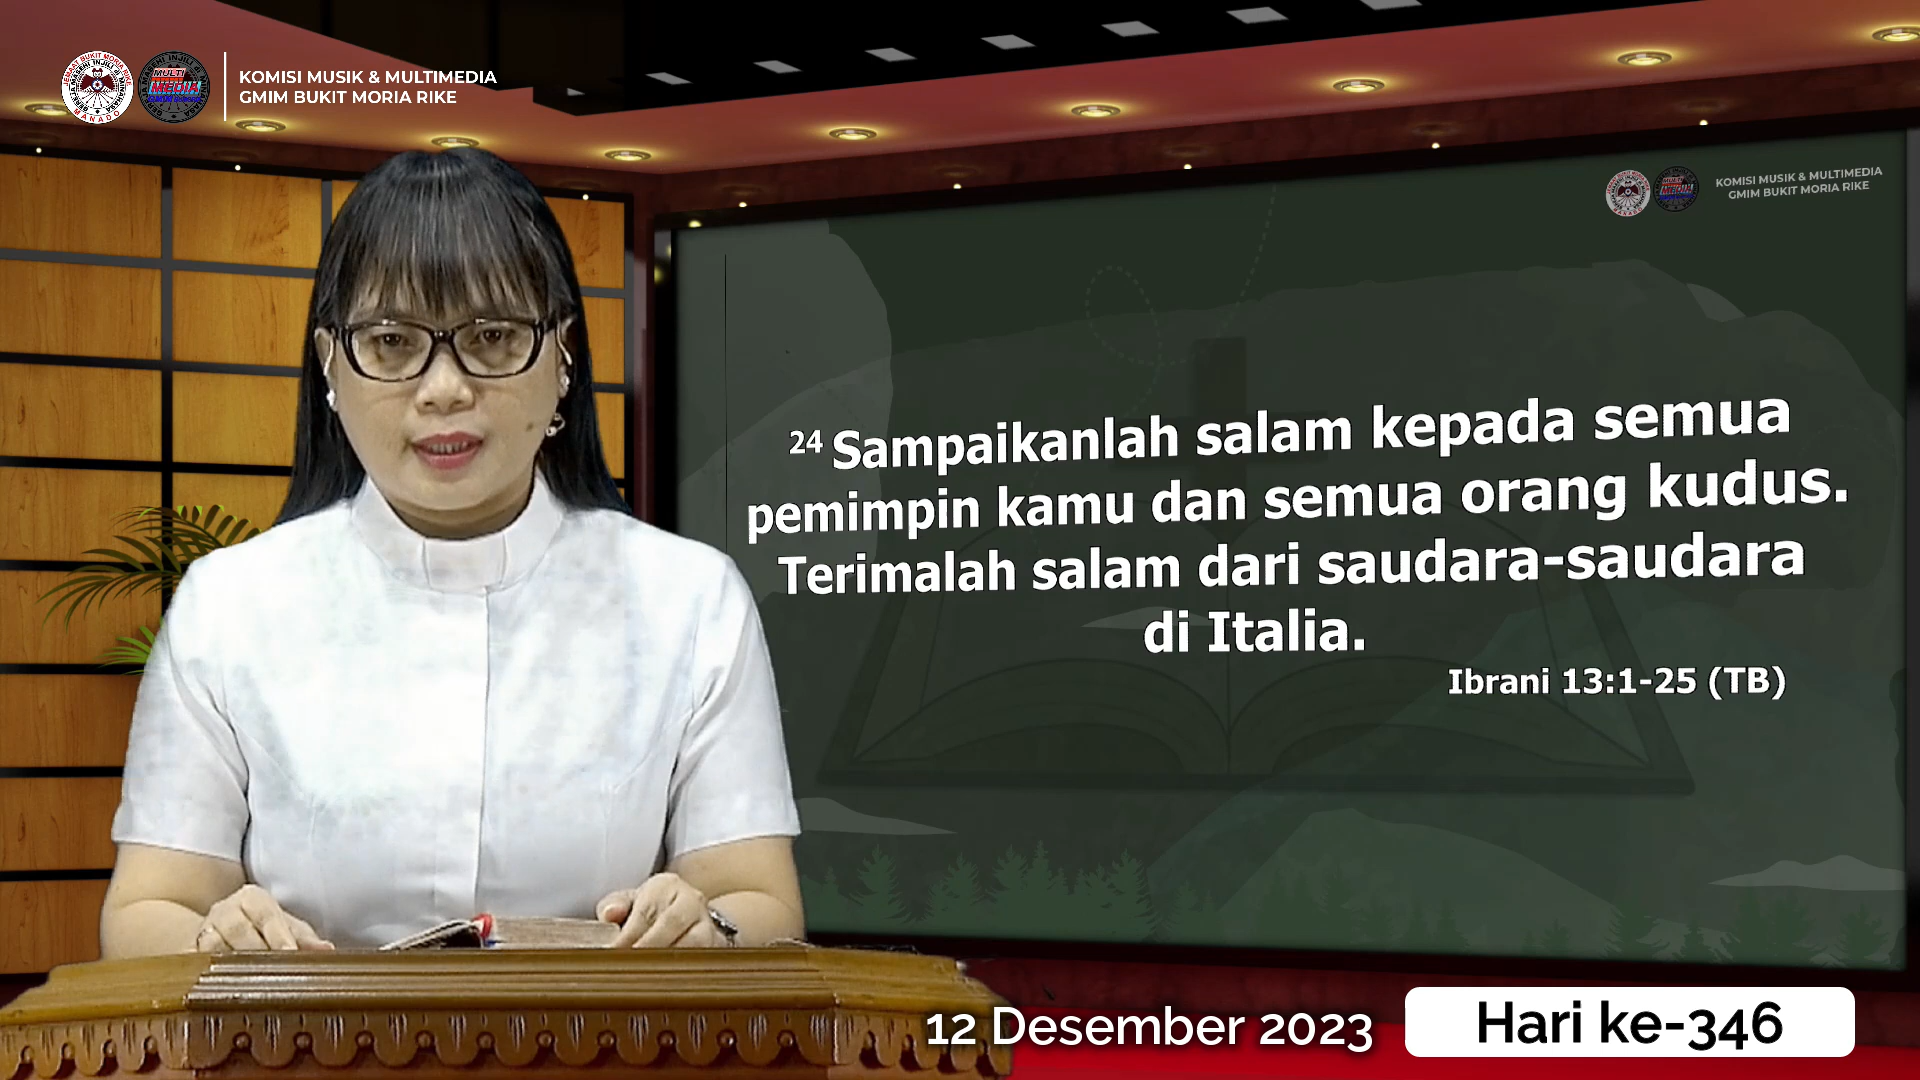 KOMISI MUSIK & MULTIMEDIA
GMIM BUKIT MORIA RIKE
MULTI
MEDIA
KOMISI MUSIK & MULTIMEDIA
GMIM BUKIT MORIA RIKE
24 Sampaikanlah salam kepada semua
pemimpin kamu dan semua orang kudus.
Terimalah salam dari saudara-saudara
di Italia.
Ibrani 13:1-25 (TB)
12 Desember 2023
Hari ke-346